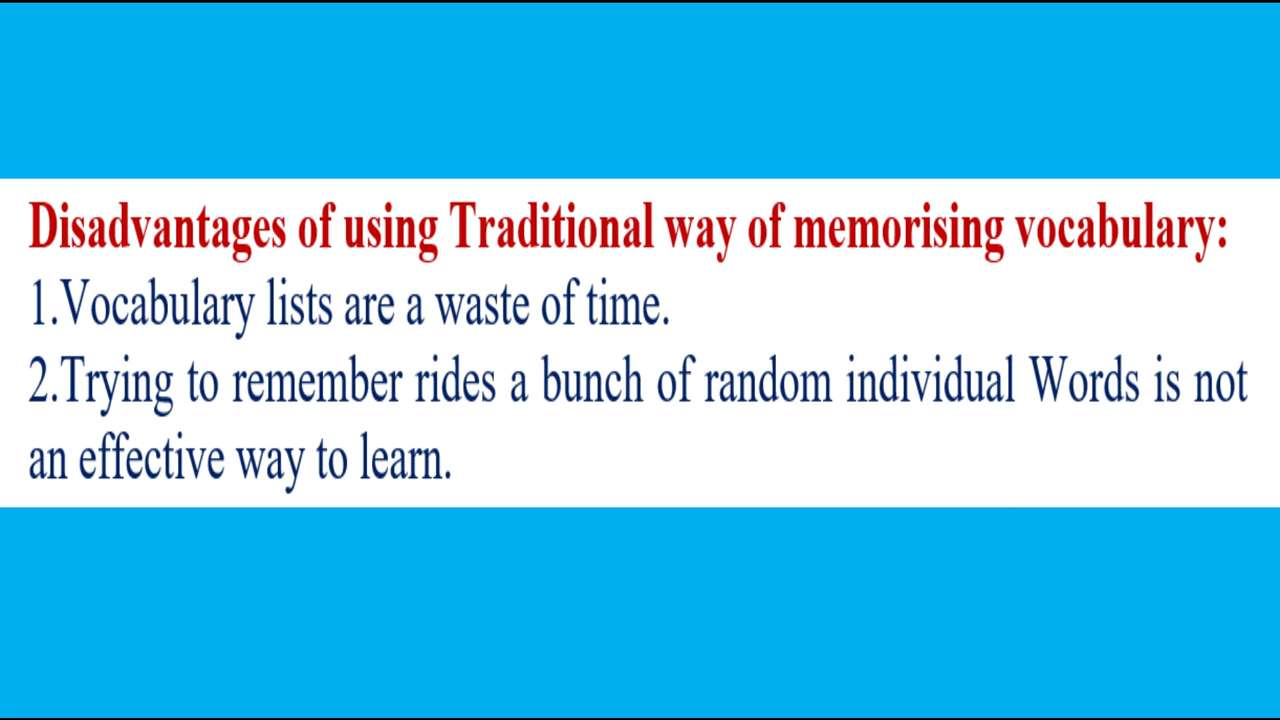 Disadvantages of using Traditional way of memorising vocabulary:
1.Vocabulary lists are a waste of time.
2.Trying to remember rides a bunch of random individual Words is not
an effective way to learn.